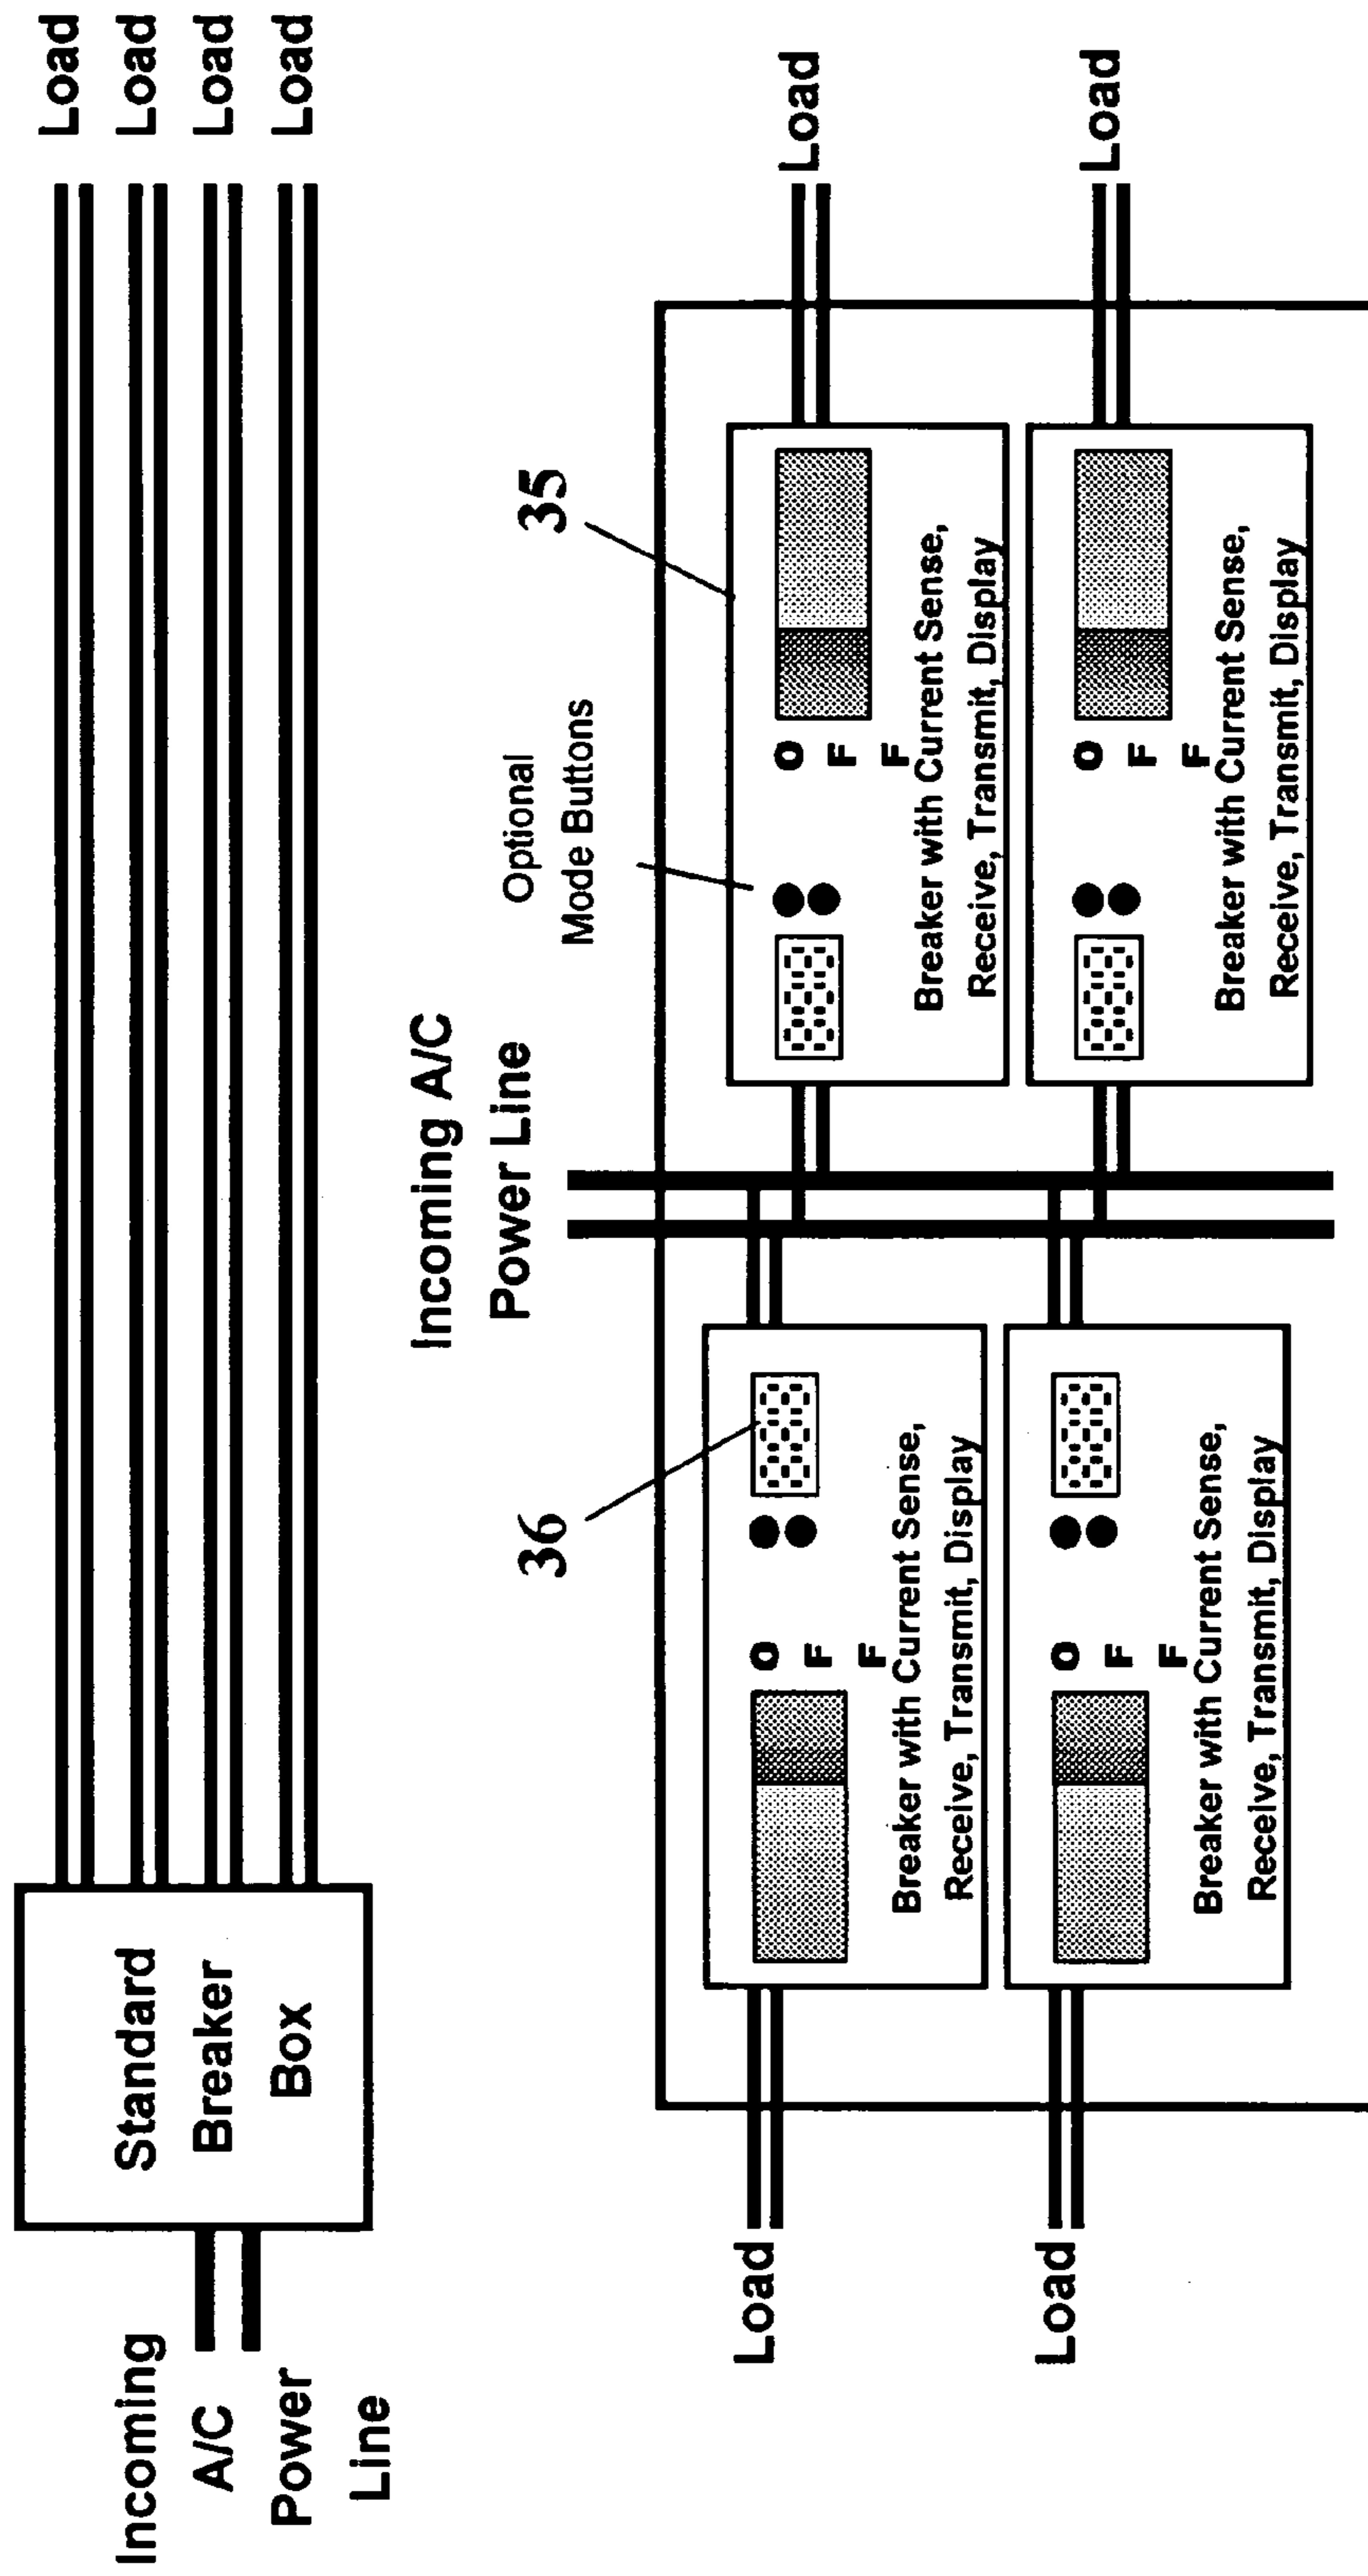 Load
Load
Load
Load
Standard
Breaker
Box
Incoming
A/C
Power
Line
Incoming A/C
Power Line
Optional
Mode Buttons
35
36
Load
O
F
F
Breaker with Current Sense,
Receive, Transmit, Display
O
F
F
Breaker with Current Sense,
Receive, Transmit, Display
Load
Load
O
F
F
Breaker with Current Sense,
Receive, Transmit, Display
O
F
F
Breaker with Current Sense,
Receive, Transmit, Display
Load